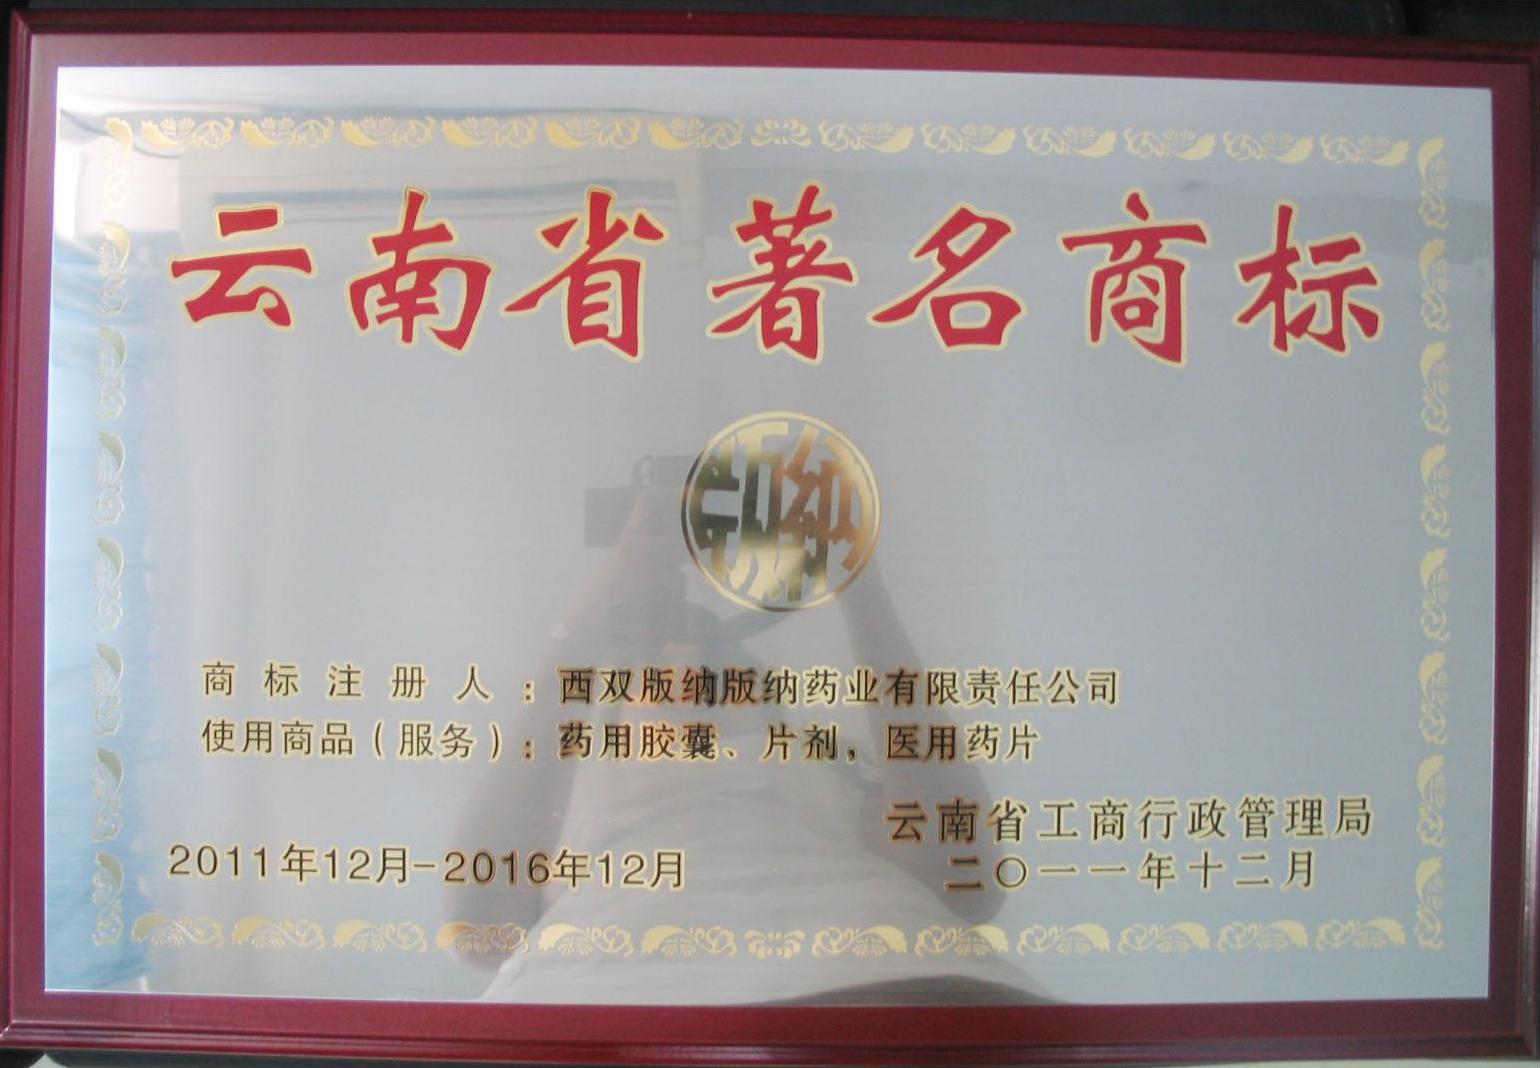 云南省著名商标
版纳
商标注册人：西双版纳版纳药业有限责任公司
使用商品（服务）：药用胶囊、片剂，医用药片
云南省工商行政管理局
2011年12月-2016年12月
二〇一一年十二月